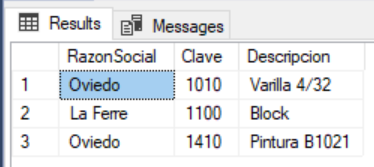 Results Messages
RazonSocial Clave Descripcion
1 Oviedo 1010 Varilla 4/32
2 La Ferre 1100 Block
3 Oviedo 1410 Pintura B1021